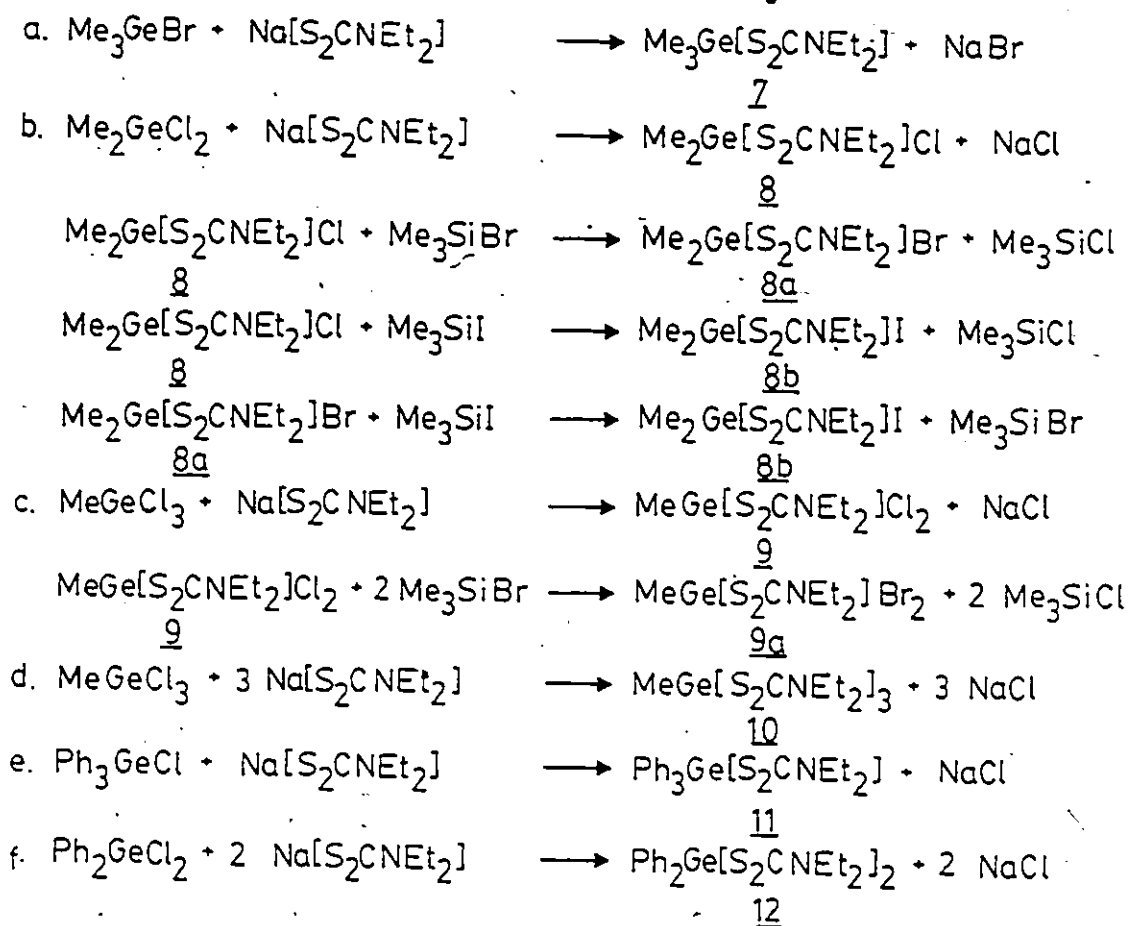 a. Me₃GeBr + Na[S₂CNEt₂] → Me₃Ge[S₂CNEt₂] + NaBr
7
b. Me₂GeCl₂ + Na[S₂CNEt₂] → Me₂Ge[S₂CNEt₂]Cl + NaCl
8
Me₂Ge[S₂CNEt₂]Cl + Me₃SiBr → Me₂Ge[S₂CNEt₂]Br + Me₃SiCl
8 8a
Me₂Ge[S₂CNEt₂]Cl + Me₃SiI → Me₂Ge[S₂CNEt₂]I + Me₃SiCl
8 8b
Me₂Ge[S₂CNEt₂]Br + Me₃SiI → Me₂Ge[S₂CNEt₂]I + Me₃SiBr
8a 8b
c. MeGeCl₃ + Na[S₂CNEt₂] → MeGe[S₂CNEt₂]Cl₂ + NaCl
9
MeGe[S₂CNEt₂]Cl₂ + 2 Me₃SiBr → MeGe[S₂CNEt₂]Br₂ + 2 Me₃SiCl
9 9a
d. MeGeCl₃ + 3 Na[S₂CNEt₂] → MeGe[S₂CNEt₂]₃ + 3 NaCl
10
e. Ph₃GeCl + Na[S₂CNEt₂] → Ph₃Ge[S₂CNEt₂] + NaCl
11
f. Ph₂GeCl₂ + 2 Na[S₂CNEt₂] → Ph₂Ge[S₂CNEt₂]₂ + 2 NaCl
12